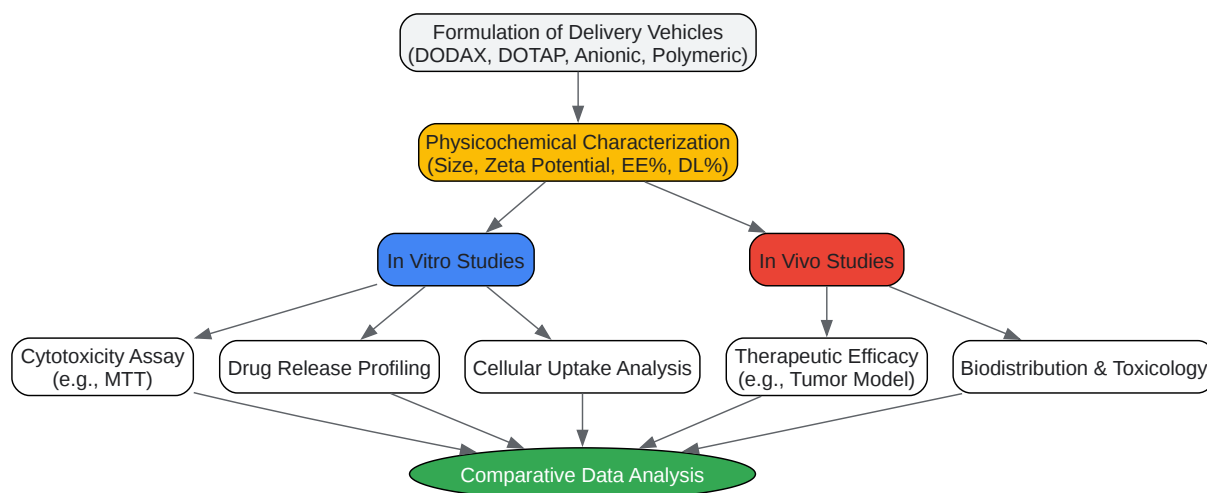 Formulation of Delivery Vehicles
(DODAX, DOTAP, Anionic, Polymeric)
Physicochemical Characterization
(Size, Zeta Potential, EE%, DL%)
In Vitro Studies
In Vivo Studies
Cytotoxicity Assay
(e.g., MTT)
Drug Release Profiling
Cellular Uptake Analysis
Therapeutic Efficacy
(e.g., Tumor Model)
Biodistribution & Toxicology
Comparative Data Analysis